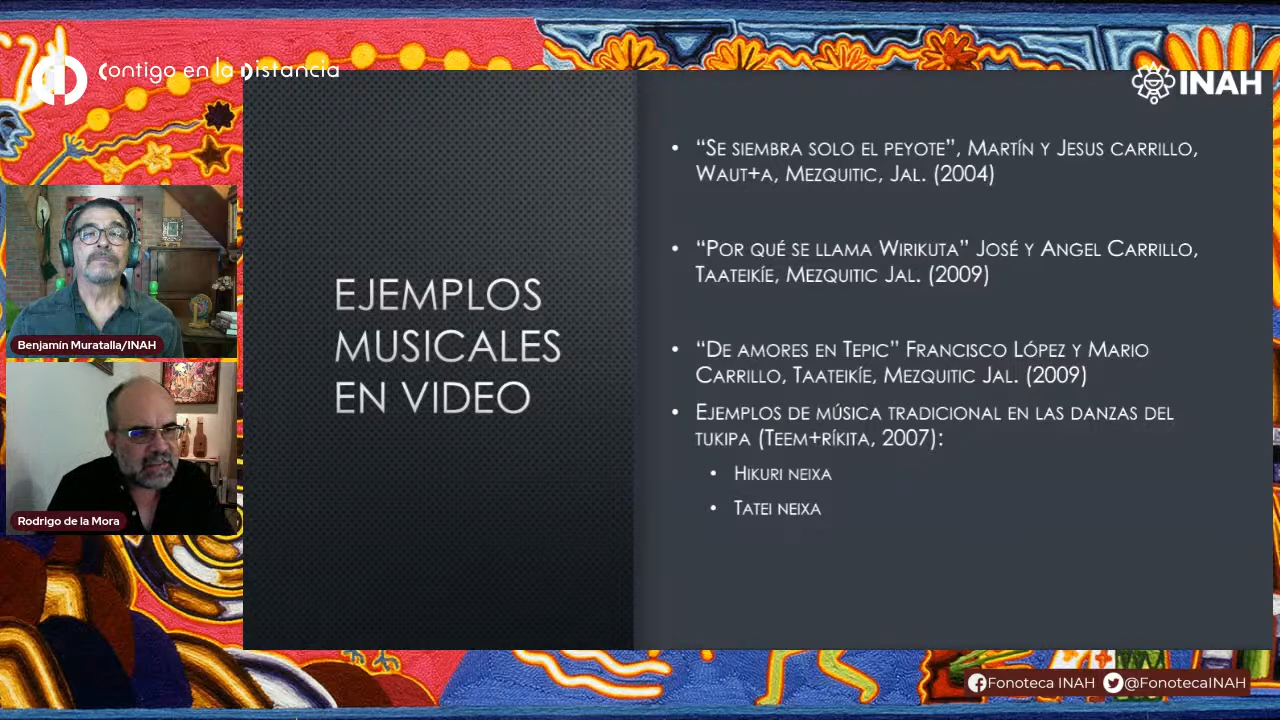 Contigo en la Distancia
INAH
Benjamín Muratalla/INAH
Rodrigo de la Mora
EJEMPLOS
MUSICALES
EN VIDEO
• “Se siembra solo el peyote”, Martín y Jesus carrillo,
Waut+a, Mezquitic, Jal. (2004)
• “Por qué se llama Wirikuta” José y Angel Carrillo,
Taateikíe, Mezquitic Jal. (2009)
• “De amores en Tepic” Francisco López y Mario
Carrillo, Taateikíe, Mezquitic Jal. (2009)
• Ejemplos de música tradicional en las danzas del
tukipa (Teem+ríkita, 2007):
• Hikuri neixa
• Tatei neixa
Fonoteca INAH @FonotecaINAH